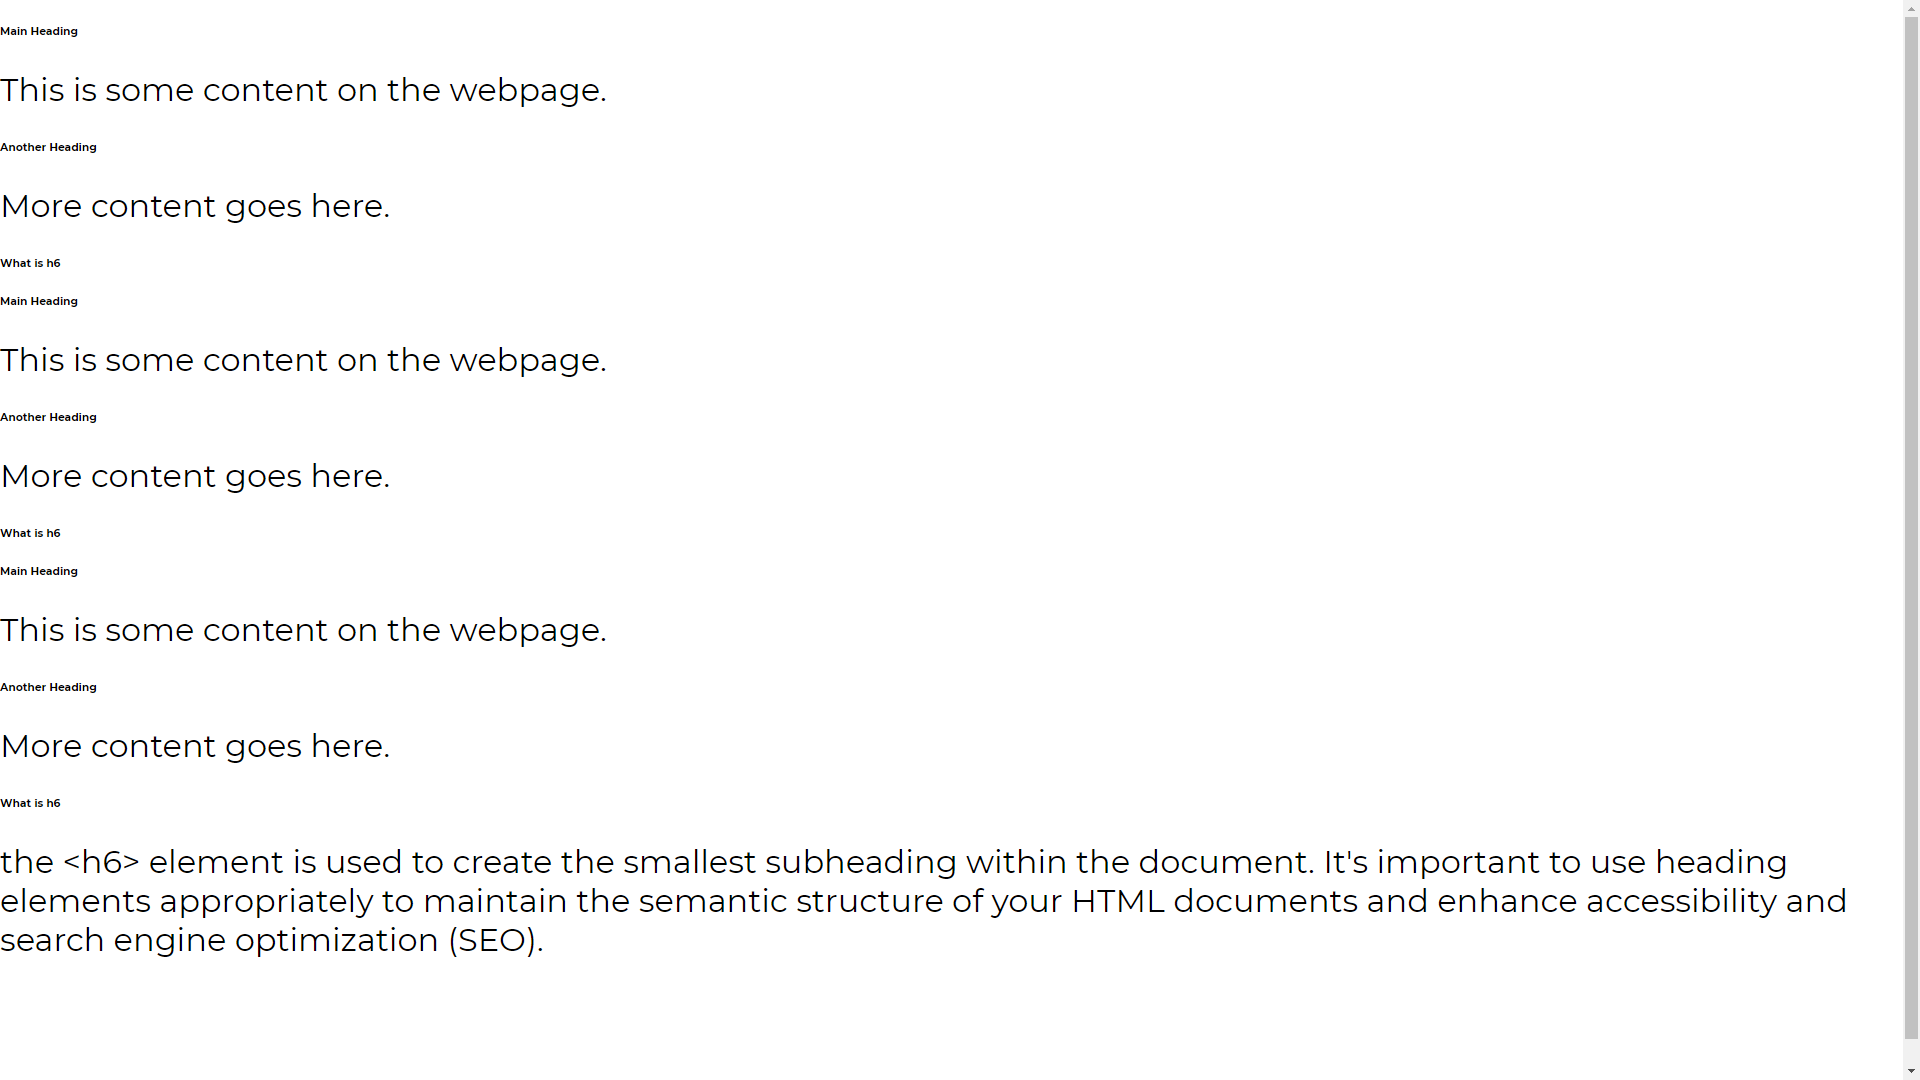 Main Heading
This is some content on the webpage.
Another Heading
More content goes here.
What is h6
Main Heading
This is some content on the webpage.
Another Heading
More content goes here.
What is h6
Main Heading
This is some content on the webpage.
Another Heading
More content goes here.
What is h6
the <h6> element is used to create the smallest subheading within the document. It's important to use heading
elements appropriately to maintain the semantic structure of your HTML documents and enhance accessibility and
search engine optimization (SEO).